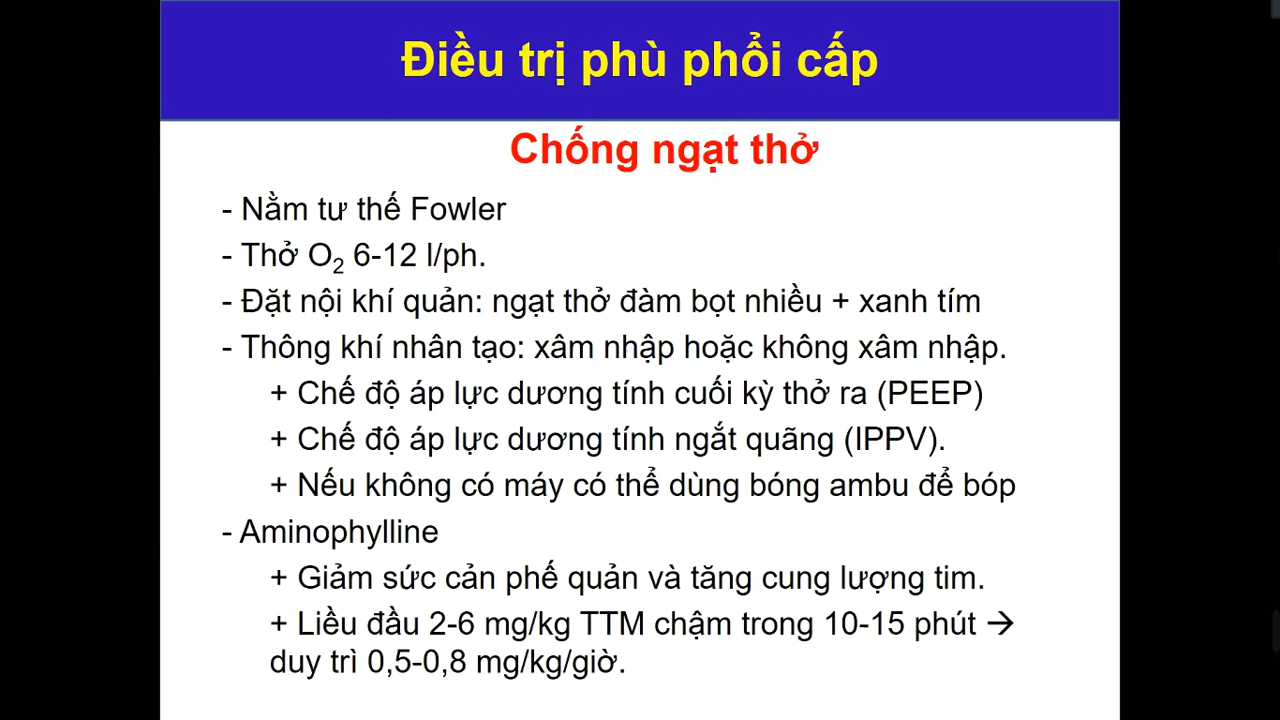 Điều trị phù phổi cấp
Chống ngạt thở
- Nằm tư thế Fowler
- Thở O₂ 6-12 l/ph.
- Đặt nội khí quản: ngạt thở đàm bọt nhiều + xanh tím
- Thông khí nhân tạo: xâm nhập hoặc không xâm nhập.
+ Chế độ áp lực dương tính cuối kỳ thở ra (PEEP)
+ Chế độ áp lực dương tính ngắt quãng (IPPV).
+ Nếu không có máy có thể dùng bóng ambu để bóp
- Aminophylline
+ Giảm sức cản phế quản và tăng cung lượng tim.
+ Liều đầu 2-6 mg/kg TTM chậm trong 10-15 phút →
duy trì 0,5-0,8 mg/kg/giờ.